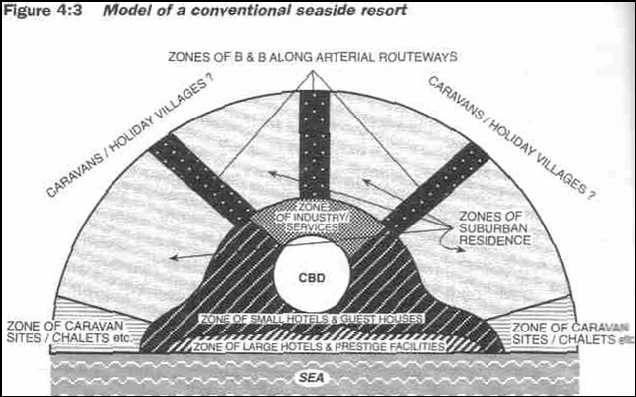 Figure 4:3 Model of a conventional seaside resort
ZONES OF B & B ALONG ARTERIAL ROUTEWAYS
CARAVANS / HOLIDAY VILLAGES ?
CARAVANS / HOLIDAY VILLAGES ?
ZONES
OF INDUSTRY/
SERVICES
ZONES OF
SUBURBAN
RESIDENCE
CBD
ZONE OF SMALL HOTELS & GUEST HOUSES
ZONE OF CARAVAN
SITES / CHALETS etc.
ZONE OF CARAVAN
SITES / CHALETS etc
ZONE OF LARGE HOTELS & PRESTIGE FACILITIES
SEA